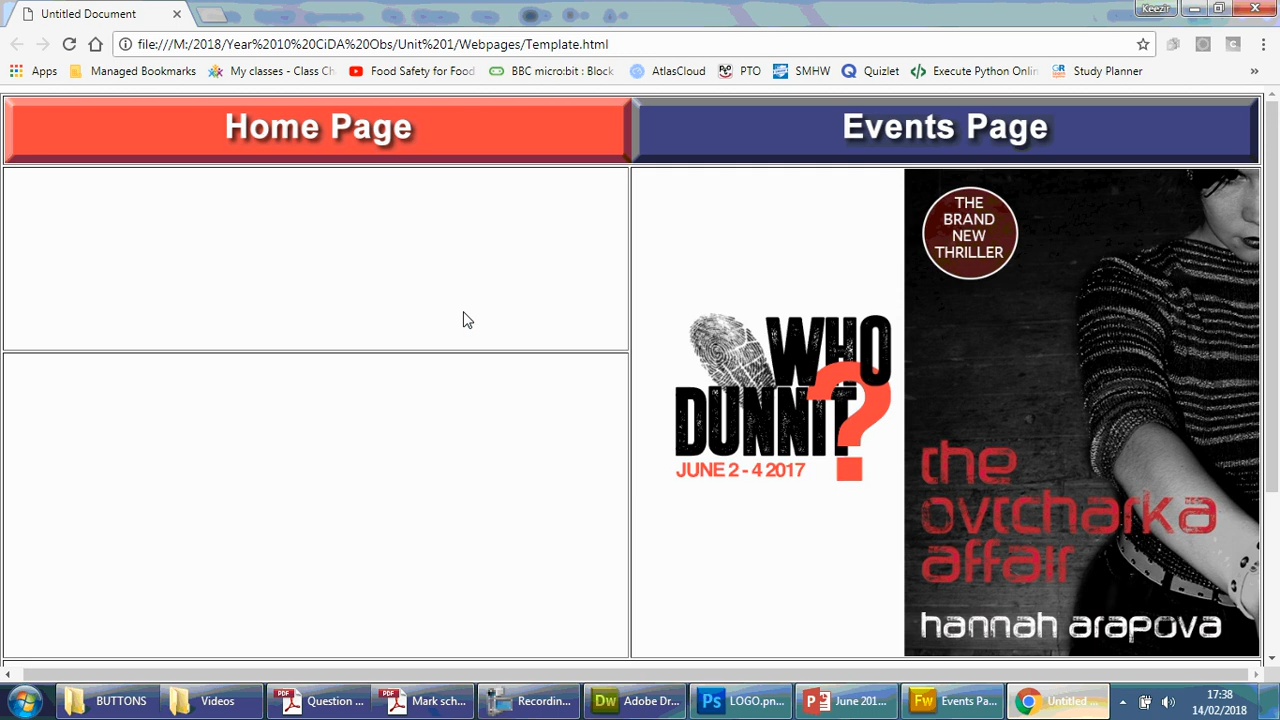 Untitled Document
Keezir
file:///M:/2018/Year%2010%20CiDA%20Obs/Unit%201/Webpages/Template.html
Apps
Managed Bookmarks
My classes - Class Ch
Food Safety for Food
BBC micro:bit : Block
AtlasCloud
PTO
SMHW
Quizlet
Execute Python Onlin
Study Planner
»
Home Page
Events Page
THE
BRAND
NEW
THRILLER
WHO
DUNNIT?
JUNE 2 - 4 2017
the
ovtcharka
affair
hannah arapova
BUTTONS
Videos
Question ...
Mark sche...
Recording...
Adobe Dr...
LOGO.pn...
June 201...
Events Pa...
Untitled ...
17:38
14/02/2018